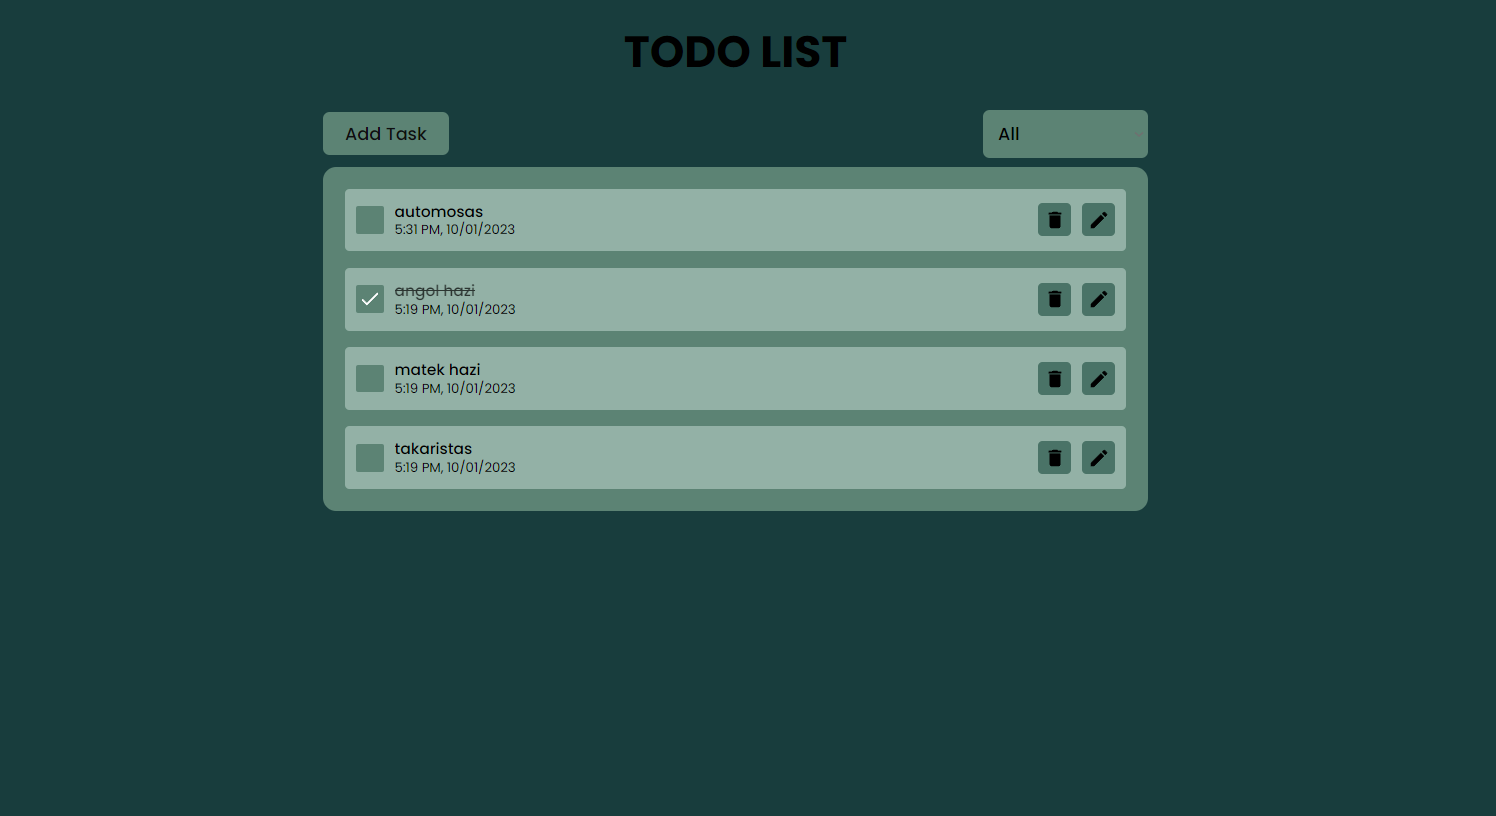 TODO LIST
Add Task
All
automosas
5:31 PM, 10/01/2023
angol hazi
5:19 PM, 10/01/2023
matek hazi
5:19 PM, 10/01/2023
takaristas
5:19 PM, 10/01/2023